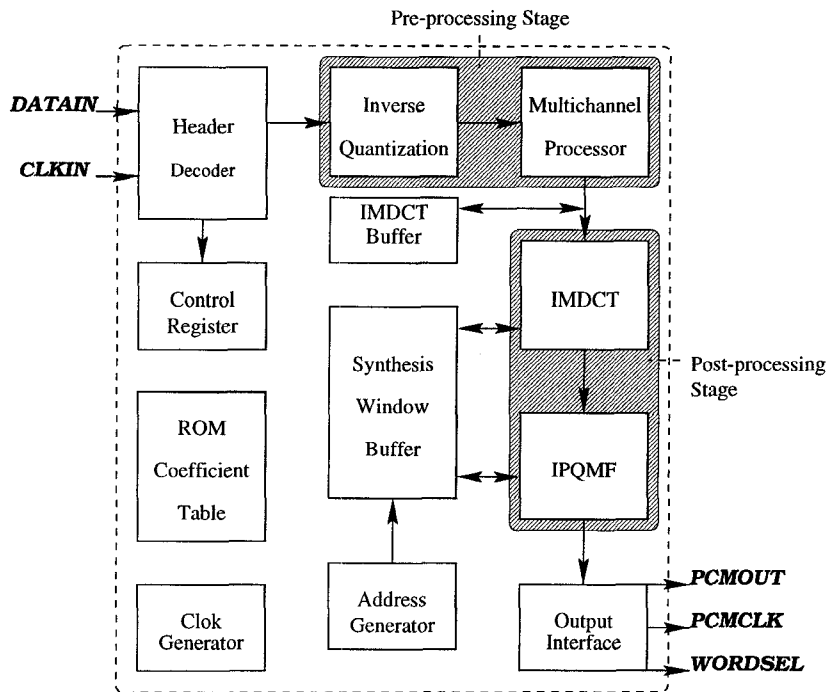 Pre-processing Stage
DATAIN
CLKIN
Header
Decoder
Inverse
Quantization
Multichannel
Processor
IMDCT
Buffer
Control
Register
IMDCT
Synthesis
Window
Buffer
Post-processing
Stage
ROM
Coefficient
Table
IPQMF
Clok
Generator
Address
Generator
Output
Interface
PCMOUT
PCMCLK
WORDSEL